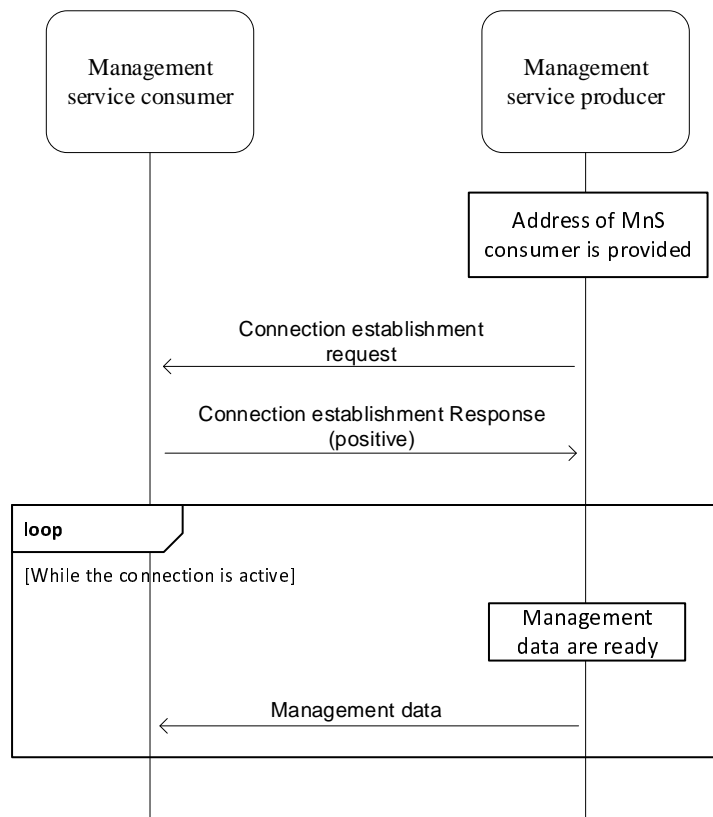 Management
service consumer
Management
service producer
Address of MnS
consumer is provided
Connection establishment
request
Connection establishment Response
(positive)
loop
[While the connection is active]
Management
data are ready
Management data